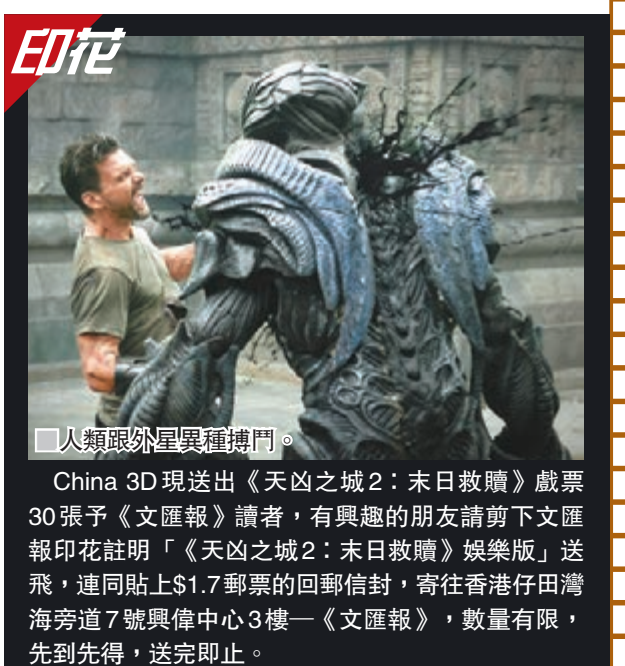 印花
□人類跟外星異種搏鬥。
China 3D現送出《天凶之城2：末日救贖》戲票
30張予《文匯報》讀者，有興趣的朋友請剪下文匯
報印花註明「《天凶之城2：末日救贖》娛樂版」送
飛，連同貼上$1.7郵票的回郵信封，寄往香港仔田灣
海旁道7號興偉中心3樓—《文匯報》，數量有限，
先到先得，送完即止。